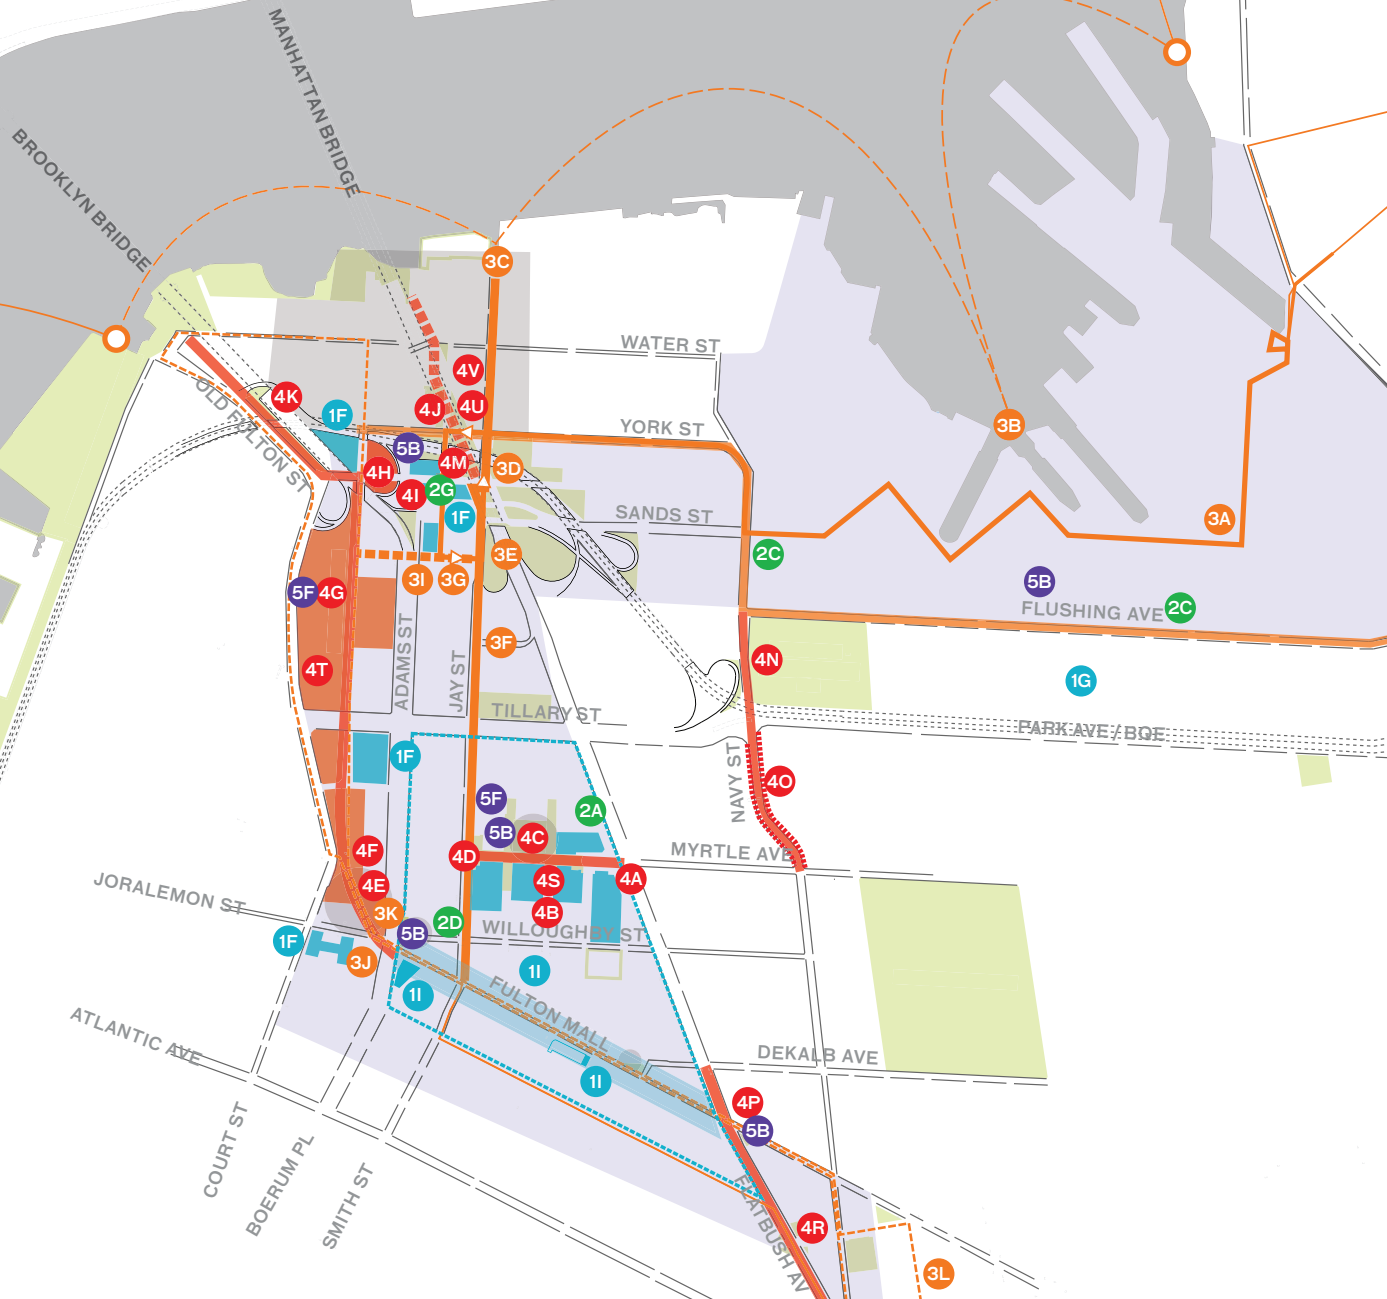 MANHATTAN BRIDGE
BROOKLYN BRIDGE
3C
WATER ST
4V
4K
4J
4U
1F
OLD FULTON ST
YORK ST
3B
5B
4M
3D
4H
4I
2G
1F
SANDS ST
3A
2C
3E
3I
3G
5B
5F
4G
FLUSHING AVE
2C
ADAMS ST
JAY ST
3F
4N
4T
1G
TILLARY ST
PARK AVE / BQE
1F
NAVY ST
4O
5F
2A
5B
4C
4F
4D
MYRTLE AVE
4E
4S
4A
JORALEMON ST
3K
4B
2D
5B
WILLOUGHBY ST
1F
3J
1I
1I
FULTON MALL
ATLANTIC AVE
DEKALB AVE
1I
4P
5B
COURT ST
BOERUM PL
SMITH ST
FLATBUSH AV
4R
3L